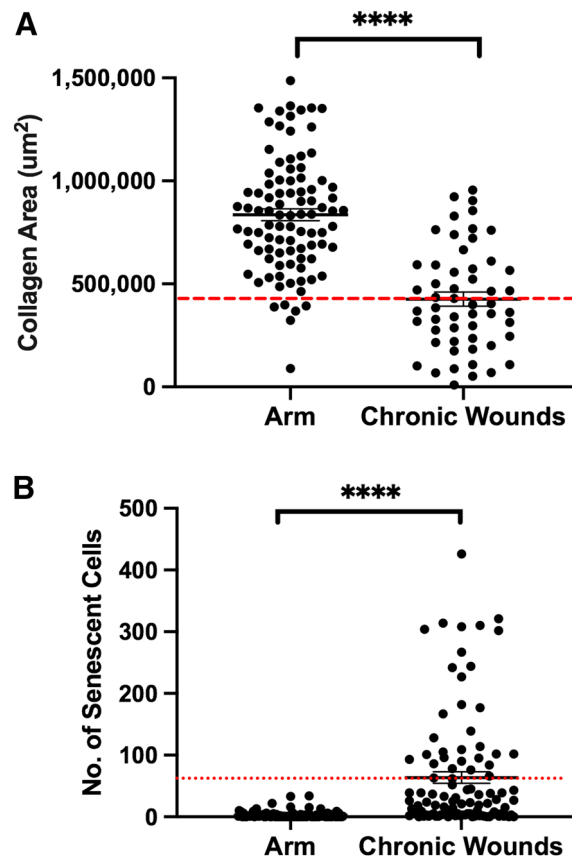 A
****
Collagen Area (um²)
1,500,000
1,000,000
500,000
0
Arm Chronic Wounds
B
****
No. of Senescent Cells
500
400
300
200
100
0
Arm Chronic Wounds